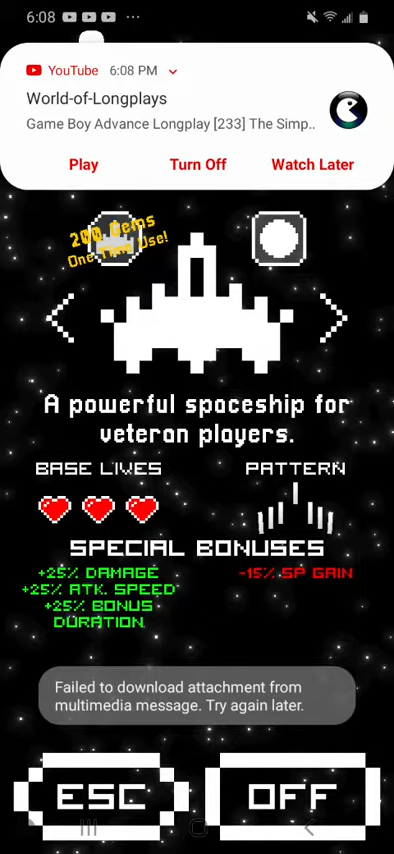 6:08
YouTube 6:08 PM
World-of-Longplays
Game Boy Advance Longplay [233] The Simp..
Play Turn Off Watch Later
200 Gems
One Time Use!
A powerful spaceship for
veteran players.
BASE LIVES
PATTERN
SPECIAL BONUSES
+25% DAMAGE
+25% ATK. SPEED
+25% BONUS
DURATION
-15% SP GAIN
Failed to download attachment from
multimedia message. Try again later.
ESC OFF